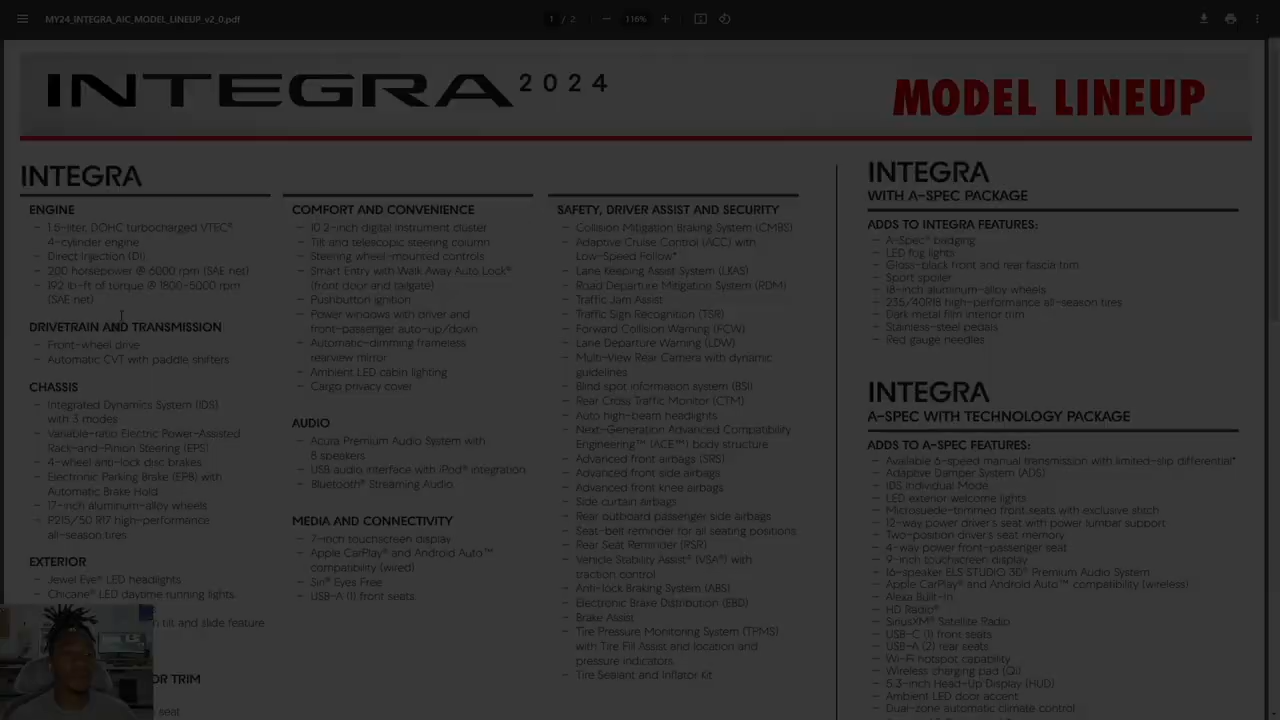 MY24_INTEGRA_AIC_MODEL_LINEUP_v2_0.pdf
1 / 2
116%
INTEGRA 2024
MODEL LINEUP
INTEGRA
ENGINE
– 1.5-liter, DOHC turbocharged VTEC®
4-cylinder engine
– Direct Injection (DI)
– 200 horsepower @ 6000 rpm (SAE net)
– 192 lb-ft of torque @ 1800-5000 rpm
(SAE net)
DRIVETRAIN AND TRANSMISSION
– Front-wheel drive
– Automatic CVT with paddle shifters
CHASSIS
– Integrated Dynamics System (IDS)
with 3 modes
– Variable-ratio Electric Power-Assisted
Rack-and-Pinion Steering (EPS)
– 4-wheel anti-lock disc brakes
– Electronic Parking Brake (EPB) with
Automatic Brake Hold
– 17-inch aluminum-alloy wheels
– P215/50 R17 high-performance
all-season tires
EXTERIOR
– Jewel Eye® LED headlights
– Chicane® LED daytime running lights
tilt and slide feature
OR TRIM
seat
COMFORT AND CONVENIENCE
– 10.2-inch digital instrument cluster
– Tilt and telescopic steering column
– Steering wheel-mounted controls
– Smart Entry with Walk Away Auto Lock®
(front door and tailgate)
– Pushbutton ignition
– Power windows with driver and
front-passenger auto-up/down
– Automatic-dimming frameless
rearview mirror
– Ambient LED cabin lighting
– Cargo privacy cover
AUDIO
– Acura Premium Audio System with
8 speakers
– USB audio interface with iPod® integration
– Bluetooth® Streaming Audio
MEDIA AND CONNECTIVITY
– 7-inch touchscreen display
– Apple CarPlay® and Android Auto™
compatibility (wired)
– Siri® Eyes Free
– USB-A (1) front seats
SAFETY, DRIVER ASSIST AND SECURITY
– Collision Mitigation Braking System (CMBS)
– Adaptive Cruise Control (ACC) with
Low-Speed Follow*
– Lane Keeping Assist System (LKAS)
– Road Departure Mitigation System (RDM)
– Traffic Jam Assist
– Traffic Sign Recognition (TSR)
– Forward Collision Warning (FCW)
– Lane Departure Warning (LDW)
– Multi-View Rear Camera with dynamic
guidelines
– Blind spot information system (BSI)
– Rear Cross Traffic Monitor (CTM)
– Auto high-beam headlights
– Next-Generation Advanced Compatibility
Engineering™ (ACE™) body structure
– Advanced front airbags (SRS)
– Advanced front side airbags
– Advanced front knee airbags
– Side curtain airbags
– Rear outboard passenger side airbags
– Seat-belt reminder for all seating positions
– Rear Seat Reminder (RSR)
– Vehicle Stability Assist® (VSA®) with
traction control
– Anti-lock Braking System (ABS)
– Electronic Brake Distribution (EBD)
– Brake Assist
– Tire Pressure Monitoring System (TPMS)
with Tire Fill Assist and location and
pressure indicators
– Tire Sealant and Inflator Kit
INTEGRA
WITH A-SPEC PACKAGE
ADDS TO INTEGRA FEATURES:
– A-Spec® badging
– LED fog lights
– Gloss-black front and rear fascia trim
– Sport spoiler
– 18-inch aluminum-alloy wheels
– 235/40R18 high-performance all-season tires
– Dark metal film interior trim
– Stainless-steel pedals
– Red gauge needles
INTEGRA
A-SPEC WITH TECHNOLOGY PACKAGE
ADDS TO A-SPEC FEATURES:
– Available 6-speed manual transmission with limited-slip differential*
– Adaptive Damper System (ADS)
– IDS Individual Mode
– LED exterior welcome lights
– Microsuede-trimmed front seats with exclusive stitch
– 12-way power driver's seat with power lumbar support
– Two-position driver's seat memory
– 4-way power front-passenger seat
– 9-inch touchscreen display
– 16-speaker ELS STUDIO 3D® Premium Audio System
– Apple CarPlay® and Android Auto™ compatibility (wireless)
– Alexa Built-in
– HD Radio®
– SiriusXM® Satellite Radio
– USB-C (1) front seats
– USB-A (2) rear seats
– Wi-Fi hotspot capability
– Wireless charging pad (Qi)
– 5.3-inch Head-Up Display (HUD)
– Ambient LED door accent
– Dual-zone automatic climate control